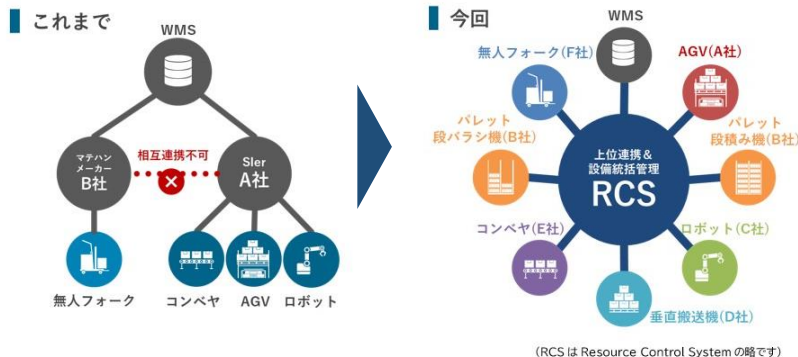 これまで
WMS
マテハン
メーカー
B社
相互連携不可
SIer
A社
無人フォーク
コンベヤ
AGV
ロボット
今回
WMS
無人フォーク(F社)
AGV(A社)
パレット
段バラシ機(B社)
パレット
段積み機(B社)
上位連携&
設備統括管理
RCS
コンベヤ(E社)
ロボット(C社)
垂直搬送機(D社)
(RCSはResource Control Systemの略です)